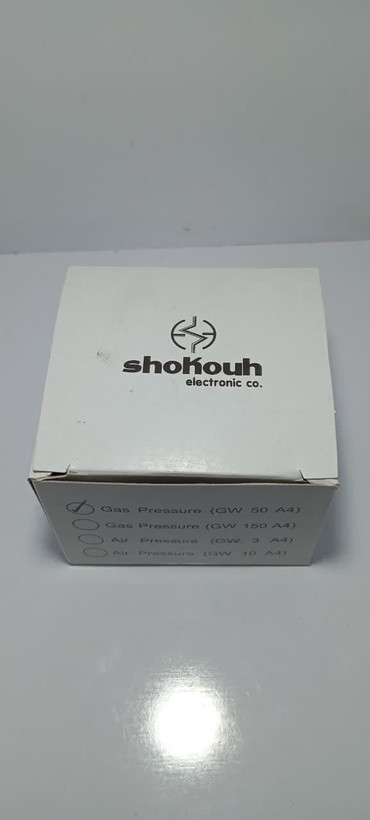 shoKouh
electronic co.
Gas Pressure (GW 50 A4)
Gas Pressure (GW 150 A4)
Air Pressure (GW 3 A4)
Air Pressure (GW 10 A4)